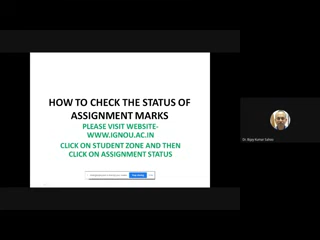 HOW TO CHECK THE STATUS OF
ASSIGNMENT MARKS
PLEASE VISIT WEBSITE-
WWW.IGNOU.AC.IN
CLICK ON STUDENT ZONE AND THEN
CLICK ON ASSIGNMENT STATUS